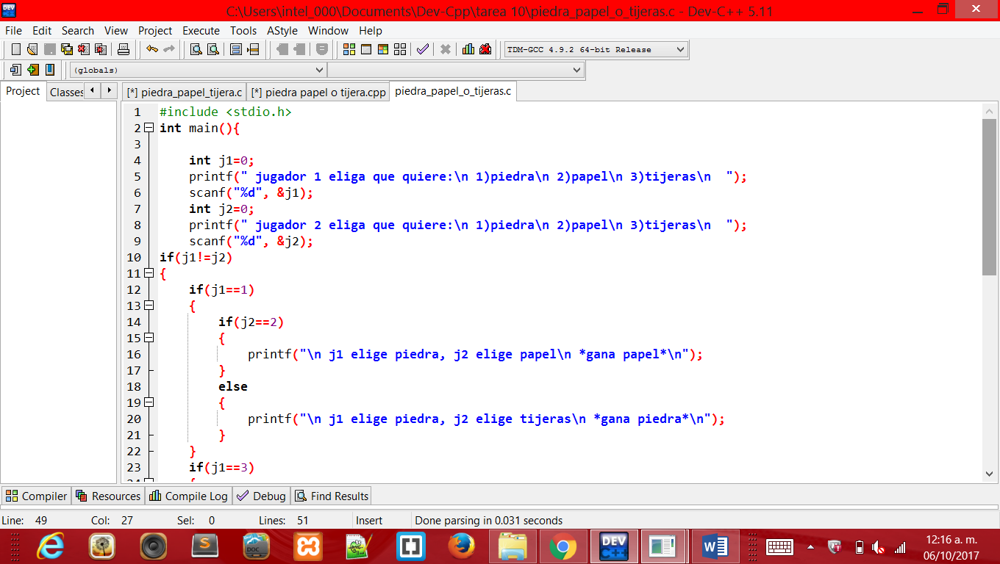 C:\Users\intel_000\Documents\Dev-Cpp\tarea 10\piedra_papel_o_tijeras.c - Dev-C++ 5.11
File Edit Search View Project Execute Tools AStyle Window Help
TDM-GCC 4.9.2 64-bit Release
(globals)
Project Classes [*] piedra_papel_tijera.c [*] piedra papel o tijera.cpp piedra_papel_o_tijeras.c
1 #include <stdio.h>
2 int main(){
3
4 int j1=0;
5 printf(" jugador 1 eliga que quiere:\n 1)piedra\n 2)papel\n 3)tijeras\n  ");
6 scanf("%d", &j1);
7 int j2=0;
8 printf(" jugador 2 eliga que quiere:\n 1)piedra\n 2)papel\n 3)tijeras\n  ");
9 scanf("%d", &j2);
10 if(j1!=j2)
11 {
12 if(j1==1)
13 {
14 if(j2==2)
15 {
16 printf("\n j1 elige piedra, j2 elige papel\n *gana papel*\n");
17 }
18 else
19 {
20 printf("\n j1 elige piedra, j2 elige tijeras\n *gana piedra*\n");
21 }
22 }
23 if(j1==3)
Compiler Resources Compile Log Debug Find Results
Line: 49 Col: 27 Sel: 0 Lines: 51 Insert Done parsing in 0.031 seconds
DEV C++
DOC
12:16 a. m.
06/10/2017